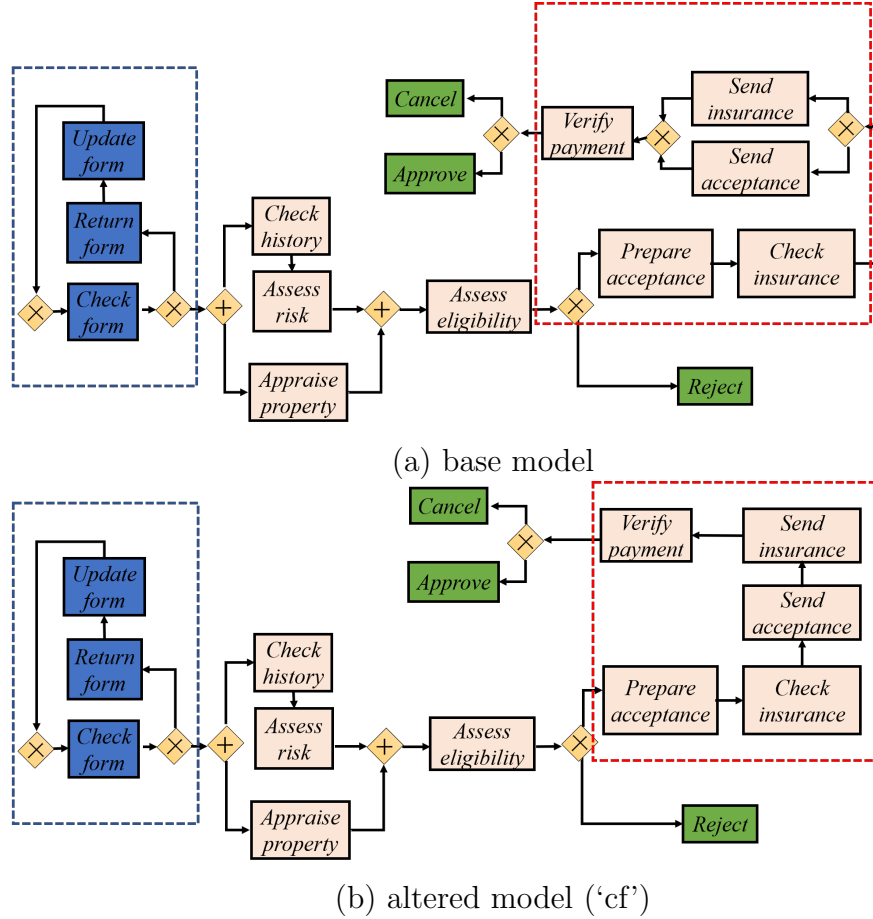 Cancel
Approve
Verify
payment
Send
insurance
Send
acceptance
Update
form
Return
form
Check
form
Check
history
Assess
risk
Appraise
property
Assess
eligibility
Prepare
acceptance
Check
insurance
Reject
(a) base model
Cancel
Approve
Verify
payment
Send
insurance
Send
acceptance
Update
form
Return
form
Check
form
Check
history
Assess
risk
Appraise
property
Assess
eligibility
Prepare
acceptance
Check
insurance
Reject
(b) altered model (‘cf’)